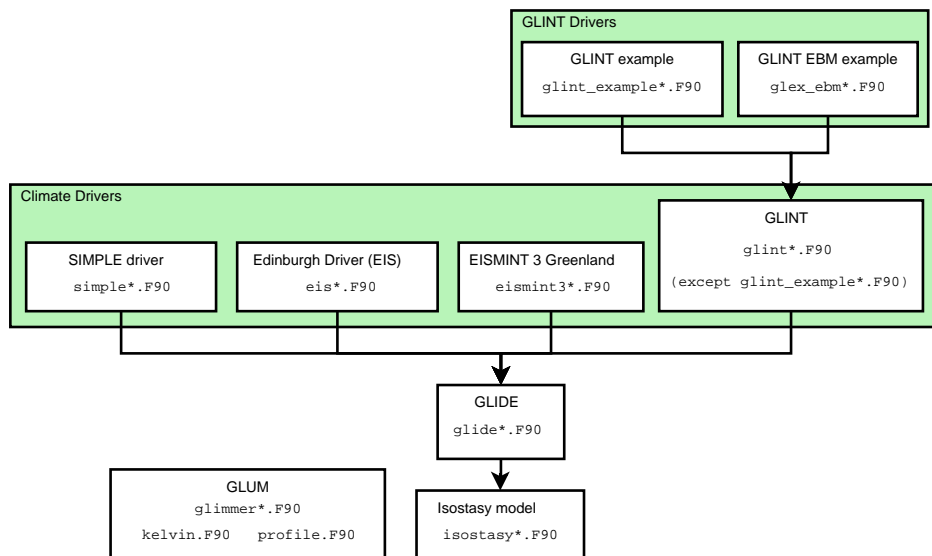 GLINT Drivers
GLINT example
glint_example*.F90
GLINT EBM example
glex_ebm*.F90
Climate Drivers
SIMPLE driver
simple*.F90
Edinburgh Driver (EIS)
eis*.F90
EISMINT 3 Greenland
eismint3*.F90
GLINT
glint*.F90
(except glint_example*.F90)
GLIDE
glide*.F90
GLUM
glimmer*.F90
kelvin.F90 profile.F90
Isostasy model
isostasy*.F90